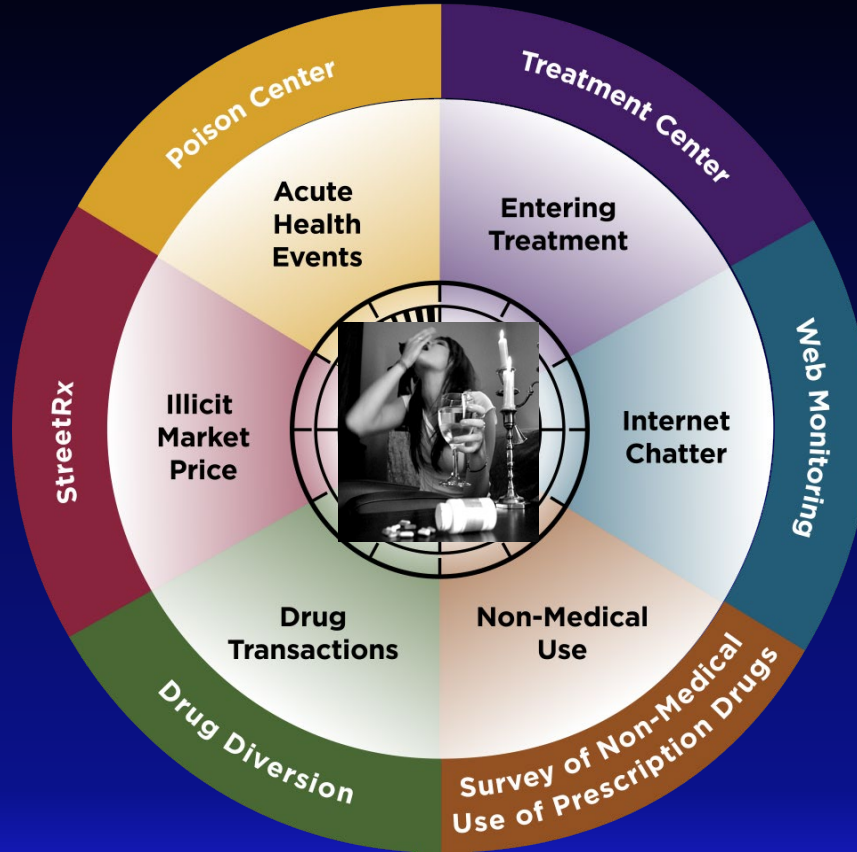 Poison Center
Treatment Center
Acute
Health
Events
Entering
Treatment
StreetRx
Illicit
Market
Price
Internet
Chatter
Web Monitoring
Drug
Transactions
Non-Medical
Use
Drug Diversion
Survey of Non-Medical
Use of Prescription Drugs